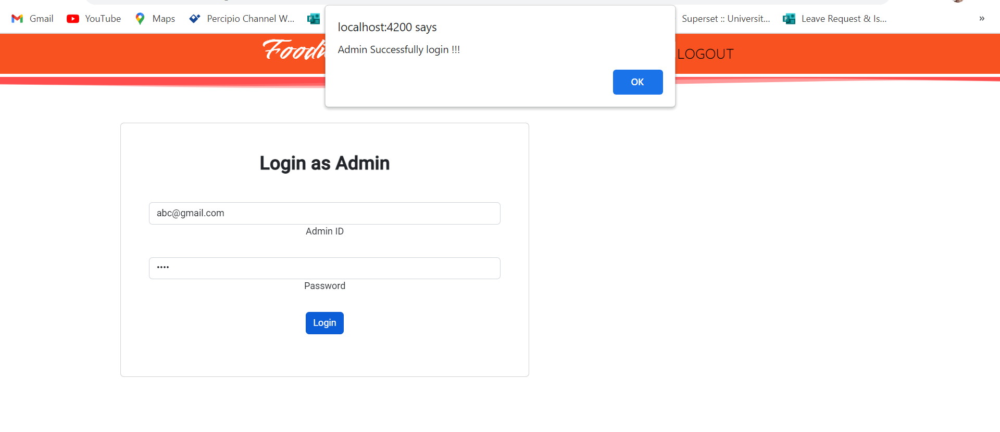 Gmail YouTube Maps Percipio Channel W... Superset :: Universit... Leave Request & Is... »
localhost:4200 says
Admin Successfully login !!!
LOGOUT
OK
Login as Admin
abc@gmail.com
Admin ID
••••
Password
Login